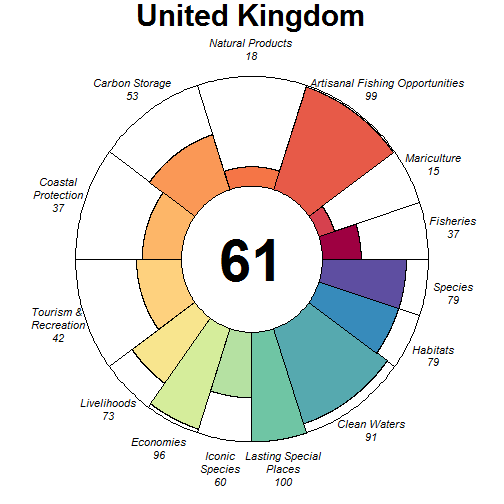 United Kingdom
Natural Products
18
Carbon Storage
53
Artisanal Fishing Opportunities
99
Mariculture
15
Coastal
Protection
37
Fisheries
37
61
Species
79
Tourism &
Recreation
42
Habitats
79
Livelihoods
73
Clean Waters
91
Economies
96
Iconic
Species
60
Lasting Special
Places
100